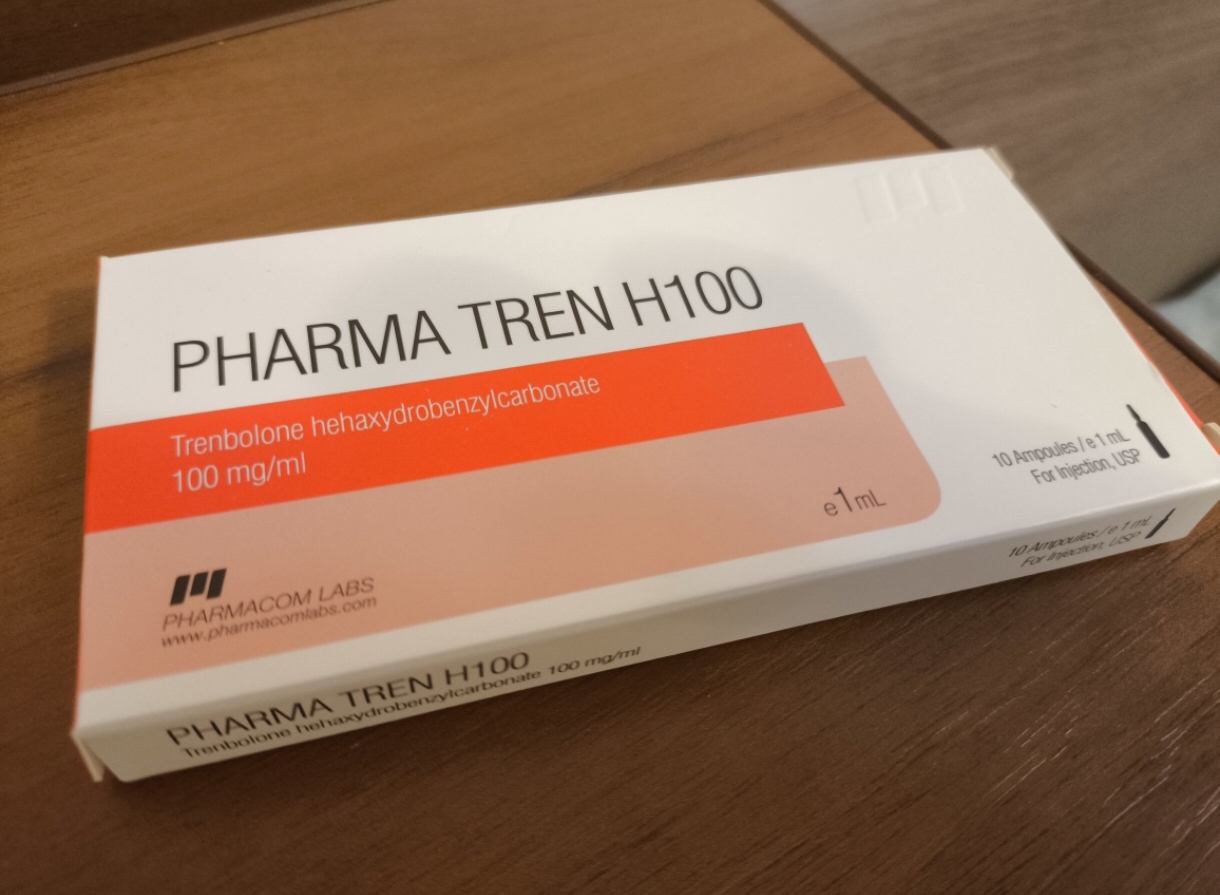 PHARMA TREN H100
Trenbolone hehaxydrobenzylcarbonate
100 mg/ml
e1mL
10 Ampoules / e 1 mL
For Injection, USP
PHARMACOM LABS
www.pharmacomlabs.com
PHARMA TREN H100
Trenbolone hehaxydrobenzylcarbonate 100 mg/ml
10 Ampoules / e 1 mL
For Injection, USP